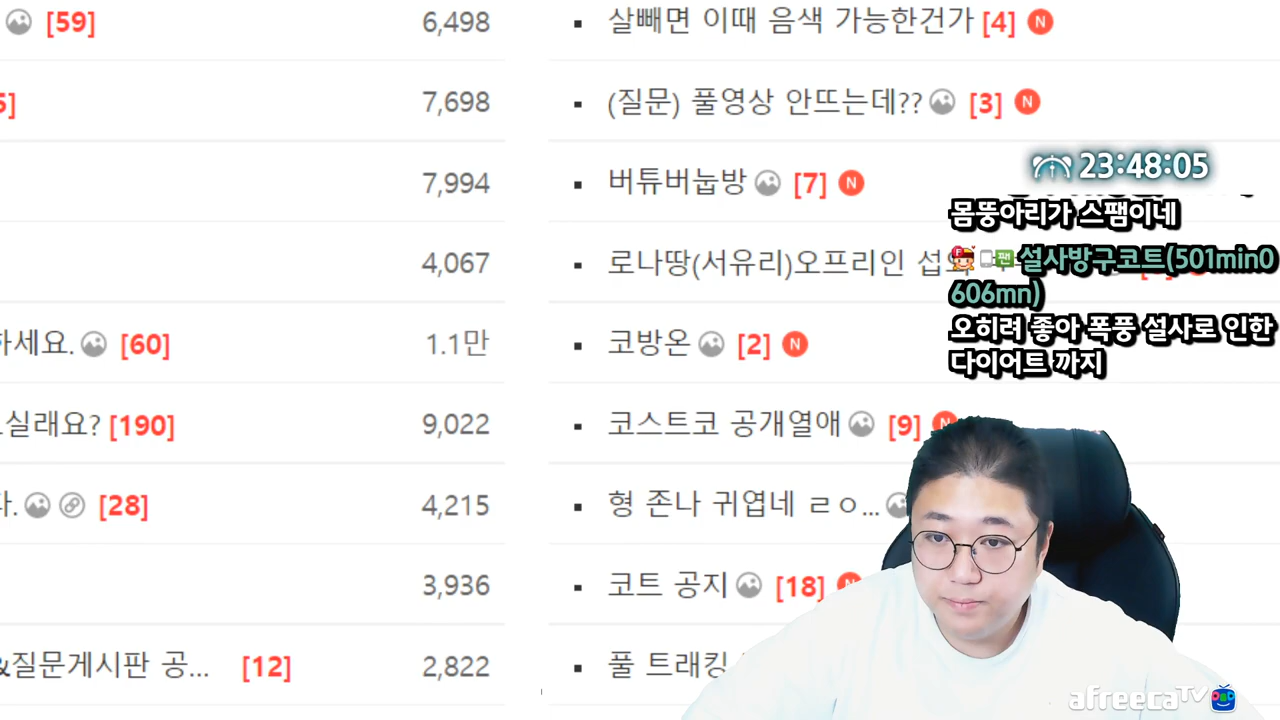 [59] 6,498
5] 7,698
7,994
4,067
하세요. [60] 1.1만
실래요? [190] 9,022
다. [28] 4,215
3,936
&질문게시판 공... [12] 2,822
살빼면 이때 음색 가능한건가 [4] N
(질문) 풀영상 안뜨는데?? [3] N
버튜버눕방 [7] N
로나땅(서유리)오프리인
코방온 [2] N
코스트코 공개열애 [9] N
형 존나 귀엽네 ㄹㅇ...
코트 공지 [18] N
풀 트래킹
23:48:05
몸뚱아리가 스팸이네
F 팬 설사방구코트(501min0
606mn)
오히려 좋아 폭풍 설사로 인한
다이어트 까지
afreecaTV